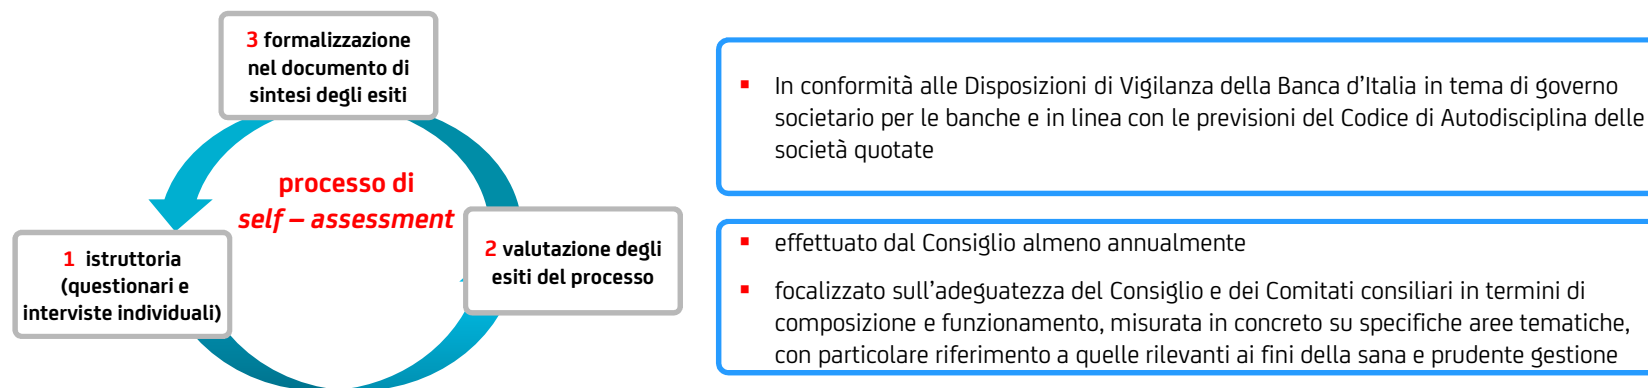 3 formalizzazione
nel documento di
sintesi degli esiti
processo di
self – assessment
1 istruttoria
(questionari e
interviste individuali)
2 valutazione degli
esiti del processo
▪ In conformità alle Disposizioni di Vigilanza della Banca d'Italia in tema di governo
societario per le banche e in linea con le previsioni del Codice di Autodisciplina delle
società quotate
▪ effettuato dal Consiglio almeno annualmente
▪ focalizzato sull'adeguatezza del Consiglio e dei Comitati consiliari in termini di
composizione e funzionamento, misurata in concreto su specifiche aree tematiche,
con particolare riferimento a quelle rilevanti ai fini della sana e prudente gestione